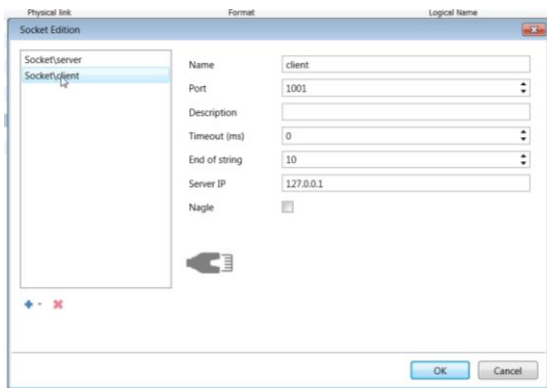 Physical link Format Logical Name
Socket Edition
Socket\server
Socket\client
Name client
Port 1001
Description
Timeout (ms) 0
End of string 10
Server IP 127.0.0.1
Nagle
OK Cancel